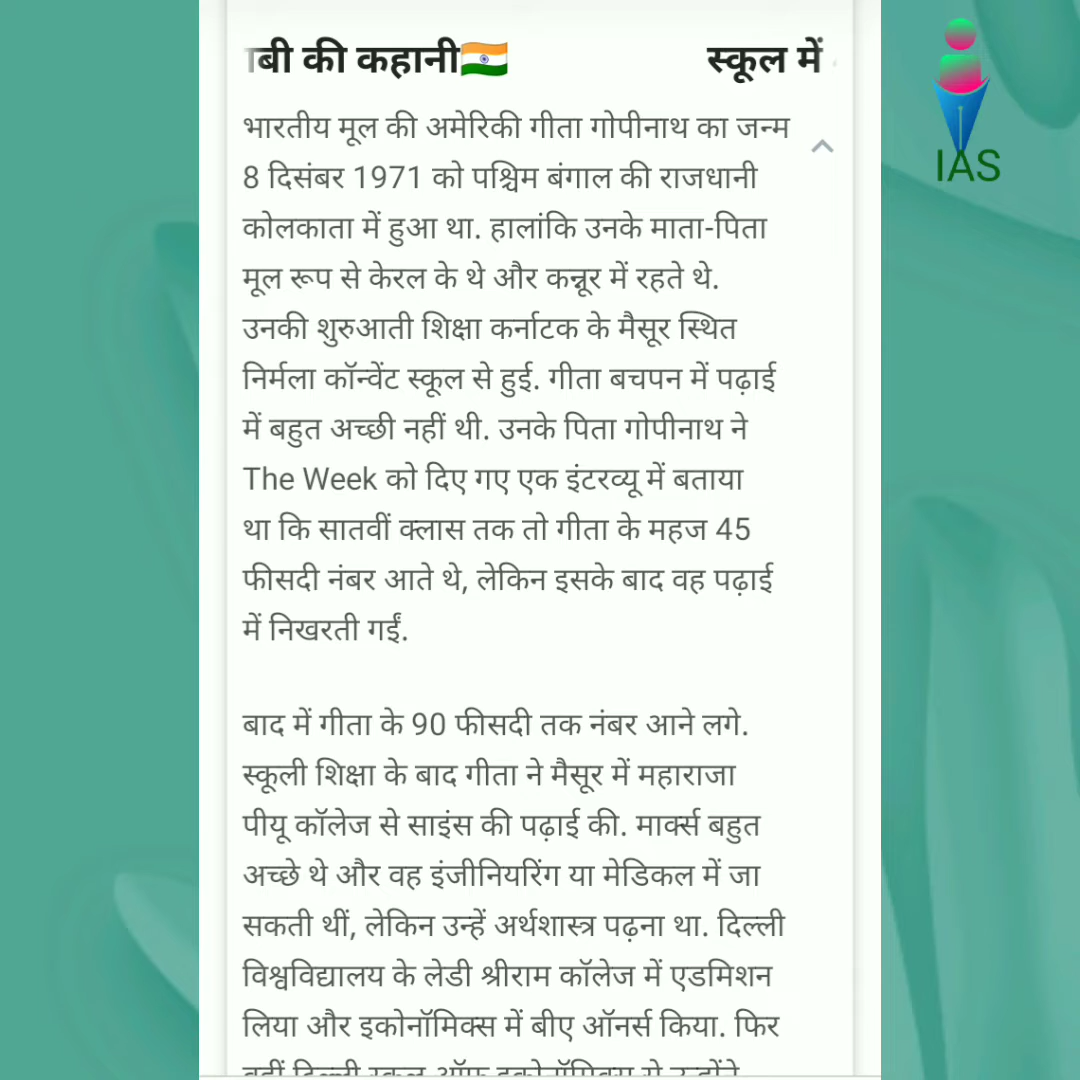 की कहानी🇮🇳 स्कूल में
IAS
भारतीय मूल की अमेरिकी गीता गोपीनाथ का जन्म
8 दिसंबर 1971 को पश्चिम बंगाल की राजधानी
कोलकाता में हुआ था. हालांकि उनके माता-पिता
मूल रूप से केरल के थे और कन्नूर में रहते थे.
उनकी शुरुआती शिक्षा कर्नाटक के मैसूर स्थित
निर्मला कॉन्वेंट स्कूल से हुई. गीता बचपन में पढ़ाई
में बहुत अच्छी नहीं थी. उनके पिता गोपीनाथ ने
The Week को दिए गए एक इंटरव्यू में बताया
था कि सातवीं क्लास तक तो गीता के महज 45
फीसदी नंबर आते थे, लेकिन इसके बाद वह पढ़ाई
में निखरती गईं.
बाद में गीता के 90 फीसदी तक नंबर आने लगे.
स्कूली शिक्षा के बाद गीता ने मैसूर में महाराजा
पीयू कॉलेज से साइंस की पढ़ाई की. मार्क्स बहुत
अच्छे थे और वह इंजीनियरिंग या मेडिकल में जा
सकती थीं, लेकिन उन्हें अर्थशास्त्र पढ़ना था. दिल्ली
विश्वविद्यालय के लेडी श्रीराम कॉलेज में एडमिशन
लिया और इकोनॉमिक्स में बीए ऑनर्स किया. फिर